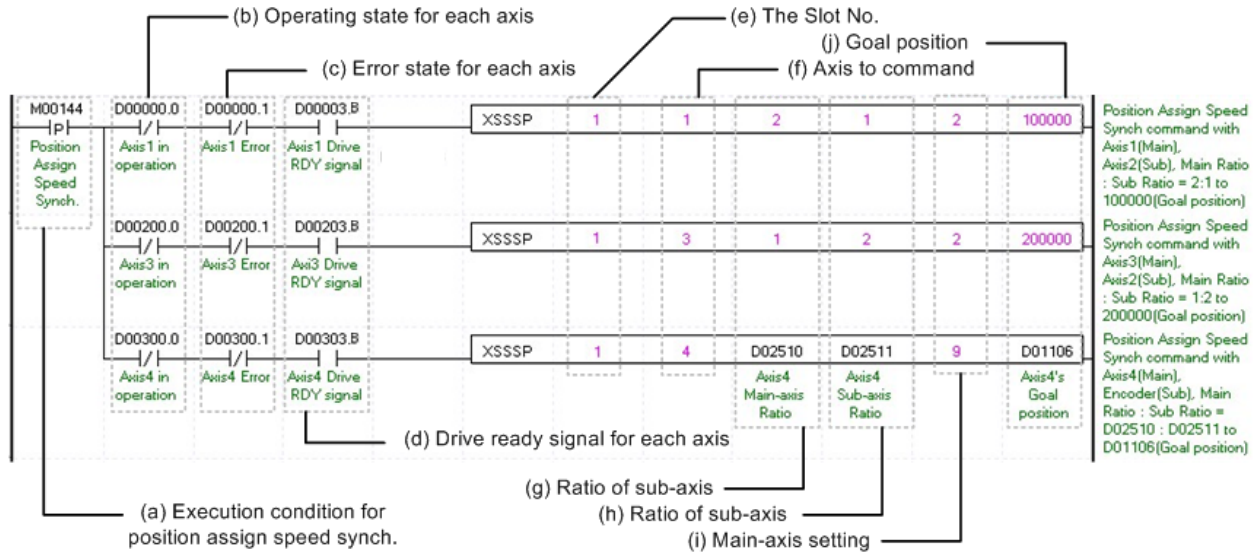 (b) Operating state for each axis
(e) The Slot No.
(j) Goal position
(c) Error state for each axis
(f) Axis to command
M00144
P
Position
Assign
Speed
Synch.
D00000.0
Axis1 in
operation
D00000.1
Axis1 Error
D00003.B
Axis1 Drive
RDY signal
XSSSP 1 1 2 1 2 100000
Position Assign Speed
Synch command with
Axis1(Main),
Axis2(Sub), Main Ratio
: Sub Ratio = 2:1 to
100000(Goal position)
D00200.0
Axis3 in
operation
D00200.1
Axis3 Error
D00203.B
Axi3 Drive
RDY signal
XSSSP 1 3 1 2 2 200000
Position Assign Speed
Synch command with
Axis3(Main),
Axis2(Sub), Main Ratio
: Sub Ratio = 1:2 to
200000(Goal position)
D00300.0
Axis4 in
operation
D00300.1
Axis4 Error
D00303.B
Axis4 Drive
RDY signal
XSSSP 1 4 D02510 D02511 9 D01106
Axis4
Main-axis
Ratio
Axis4
Sub-axis
Ratio
Axis4's
Goal
position
Position Assign Speed
Synch command with
Axis4(Main),
Encoder(Sub), Main
Ratio : Sub Ratio =
D02510 : D02511 to
D01106(Goal position)
(d) Drive ready signal for each axis
(g) Ratio of sub-axis
(a) Execution condition for
position assign speed synch.
(h) Ratio of sub-axis
(i) Main-axis setting